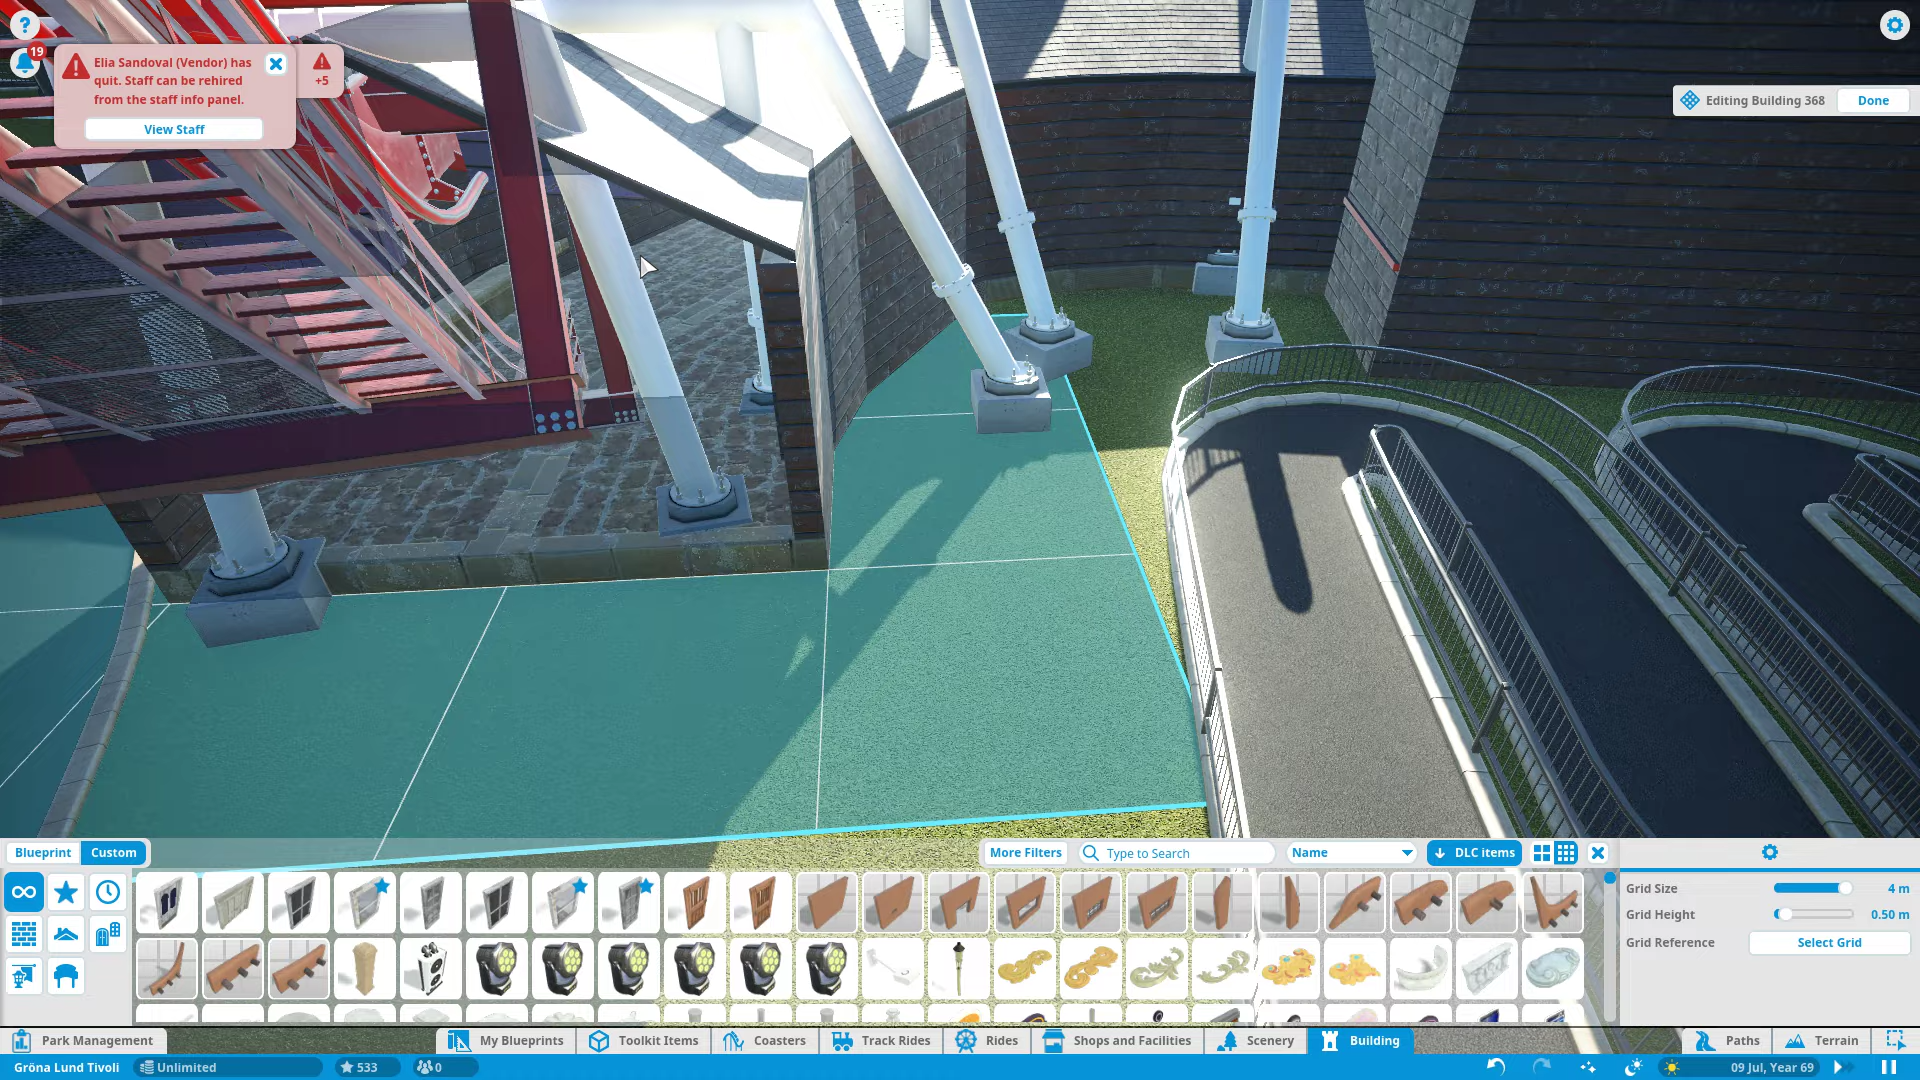 ?
19
Elia Sandoval (Vendor) has
quit. Staff can be rehired
from the staff info panel.
View Staff
+5
Editing Building 368
Done
Blueprint
Custom
More Filters
Type to Search
Name
DLC items
Grid Size
4 m
Grid Height
0.50 m
Grid Reference
Select Grid
Park Management
My Blueprints
Toolkit Items
Coasters
Track Rides
Rides
Shops and Facilities
Scenery
Building
Paths
Terrain
Gröna Lund Tivoli
Unlimited
533
0
09 Jul, Year 69